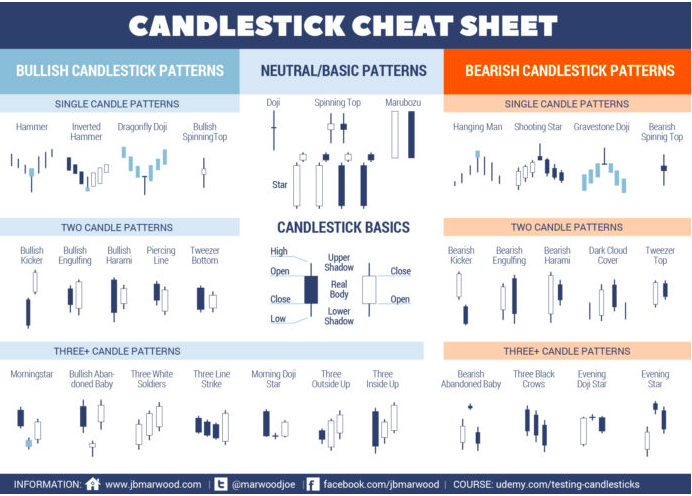 CANDLESTICK CHEAT SHEET
BULLISH CANDLESTICK PATTERNS
SINGLE CANDLE PATTERNS
Hammer
Inverted
Hammer
Dragonfly Doji
Bullish
SpinningTop
TWO CANDLE PATTERNS
Bullish
Kicker
Bullish
Engulfing
Bullish
Harami
Piercing
Line
Tweezer
Bottom
THREE+ CANDLE PATTERNS
Morningstar
Bullish Aban-
doned Baby
Three White
Soldiers
Three Line
Strike
Morning Doji
Star
Three
Outside Up
Three
Inside Up
NEUTRAL/BASIC PATTERNS
Doji
Spinning Top
Marubozu
Star
CANDLESTICK BASICS
High
Open
Close
Low
Upper
Shadow
Real
Body
Lower
Shadow
Close
Open
BEARISH CANDLESTICK PATTERNS
SINGLE CANDLE PATTERNS
Hanging Man
Shooting Star
Gravestone Doji
Bearish
Spinnig Top
TWO CANDLE PATTERNS
Bearish
Kicker
Bearish
Engulfing
Bearish
Harami
Dark Cloud
Cover
Tweezer
Top
THREE+ CANDLE PATTERNS
Bearish
Abandoned Baby
Three Black
Crows
Evening
Doji Star
Evening
Star
INFORMATION: www.jbmarwood.com | t @marwoodjoe | f facebook.com/jbmarwood | COURSE: udemy.com/testing-candlesticks